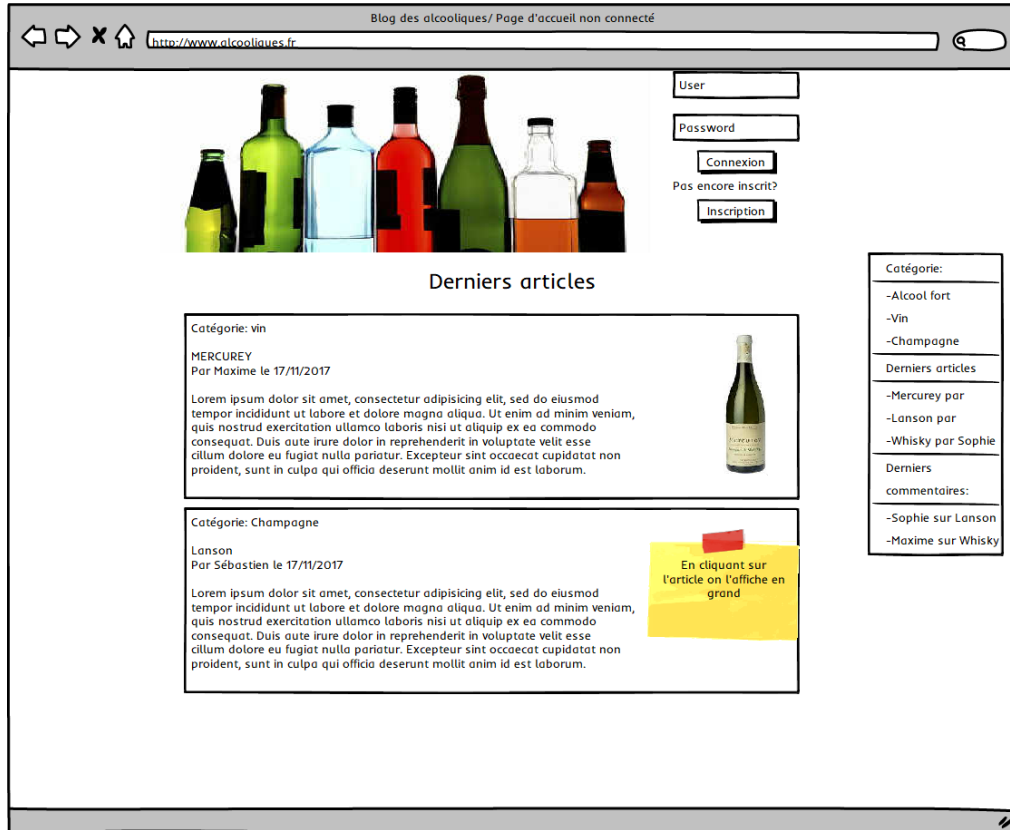 Blog des alcooliques/ Page d'accueil non connecté
http://www.alcooliques.fr
User
Password
Connexion
Pas encore inscrit?
Inscription
Derniers articles
Catégorie: vin
MERCUREY
Par Maxime le 17/11/2017
Lorem ipsum dolor sit amet, consectetur adipisicing elit, sed do eiusmod
tempor incididunt ut labore et dolore magna aliqua. Ut enim ad minim veniam,
quis nostrud exercitation ullamco laboris nisi ut aliquip ex ea commodo
consequat. Duis aute irure dolor in reprehenderit in voluptate velit esse
cillum dolore eu fugiat nulla pariatur. Excepteur sint occaecat cupidatat non
proident, sunt in culpa qui officia deserunt mollit anim id est laborum.
Catégorie: Champagne
Lanson
Par Sébastien le 17/11/2017
Lorem ipsum dolor sit amet, consectetur adipisicing elit, sed do eiusmod
tempor incididunt ut labore et dolore magna aliqua. Ut enim ad minim veniam,
quis nostrud exercitation ullamco laboris nisi ut aliquip ex ea commodo
consequat. Duis aute irure dolor in reprehenderit in voluptate velit esse
cillum dolore eu fugiat nulla pariatur. Excepteur sint occaecat cupidatat non
proident, sunt in culpa qui officia deserunt mollit anim id est laborum.
En cliquant sur
l'article on l'affiche en
grand
Catégorie:
-Alcool fort
-Vin
-Champagne
Derniers articles
-Mercurey par
-Lanson par
-Whisky par Sophie
Derniers
commentaires:
-Sophie sur Lanson
-Maxime sur Whisky